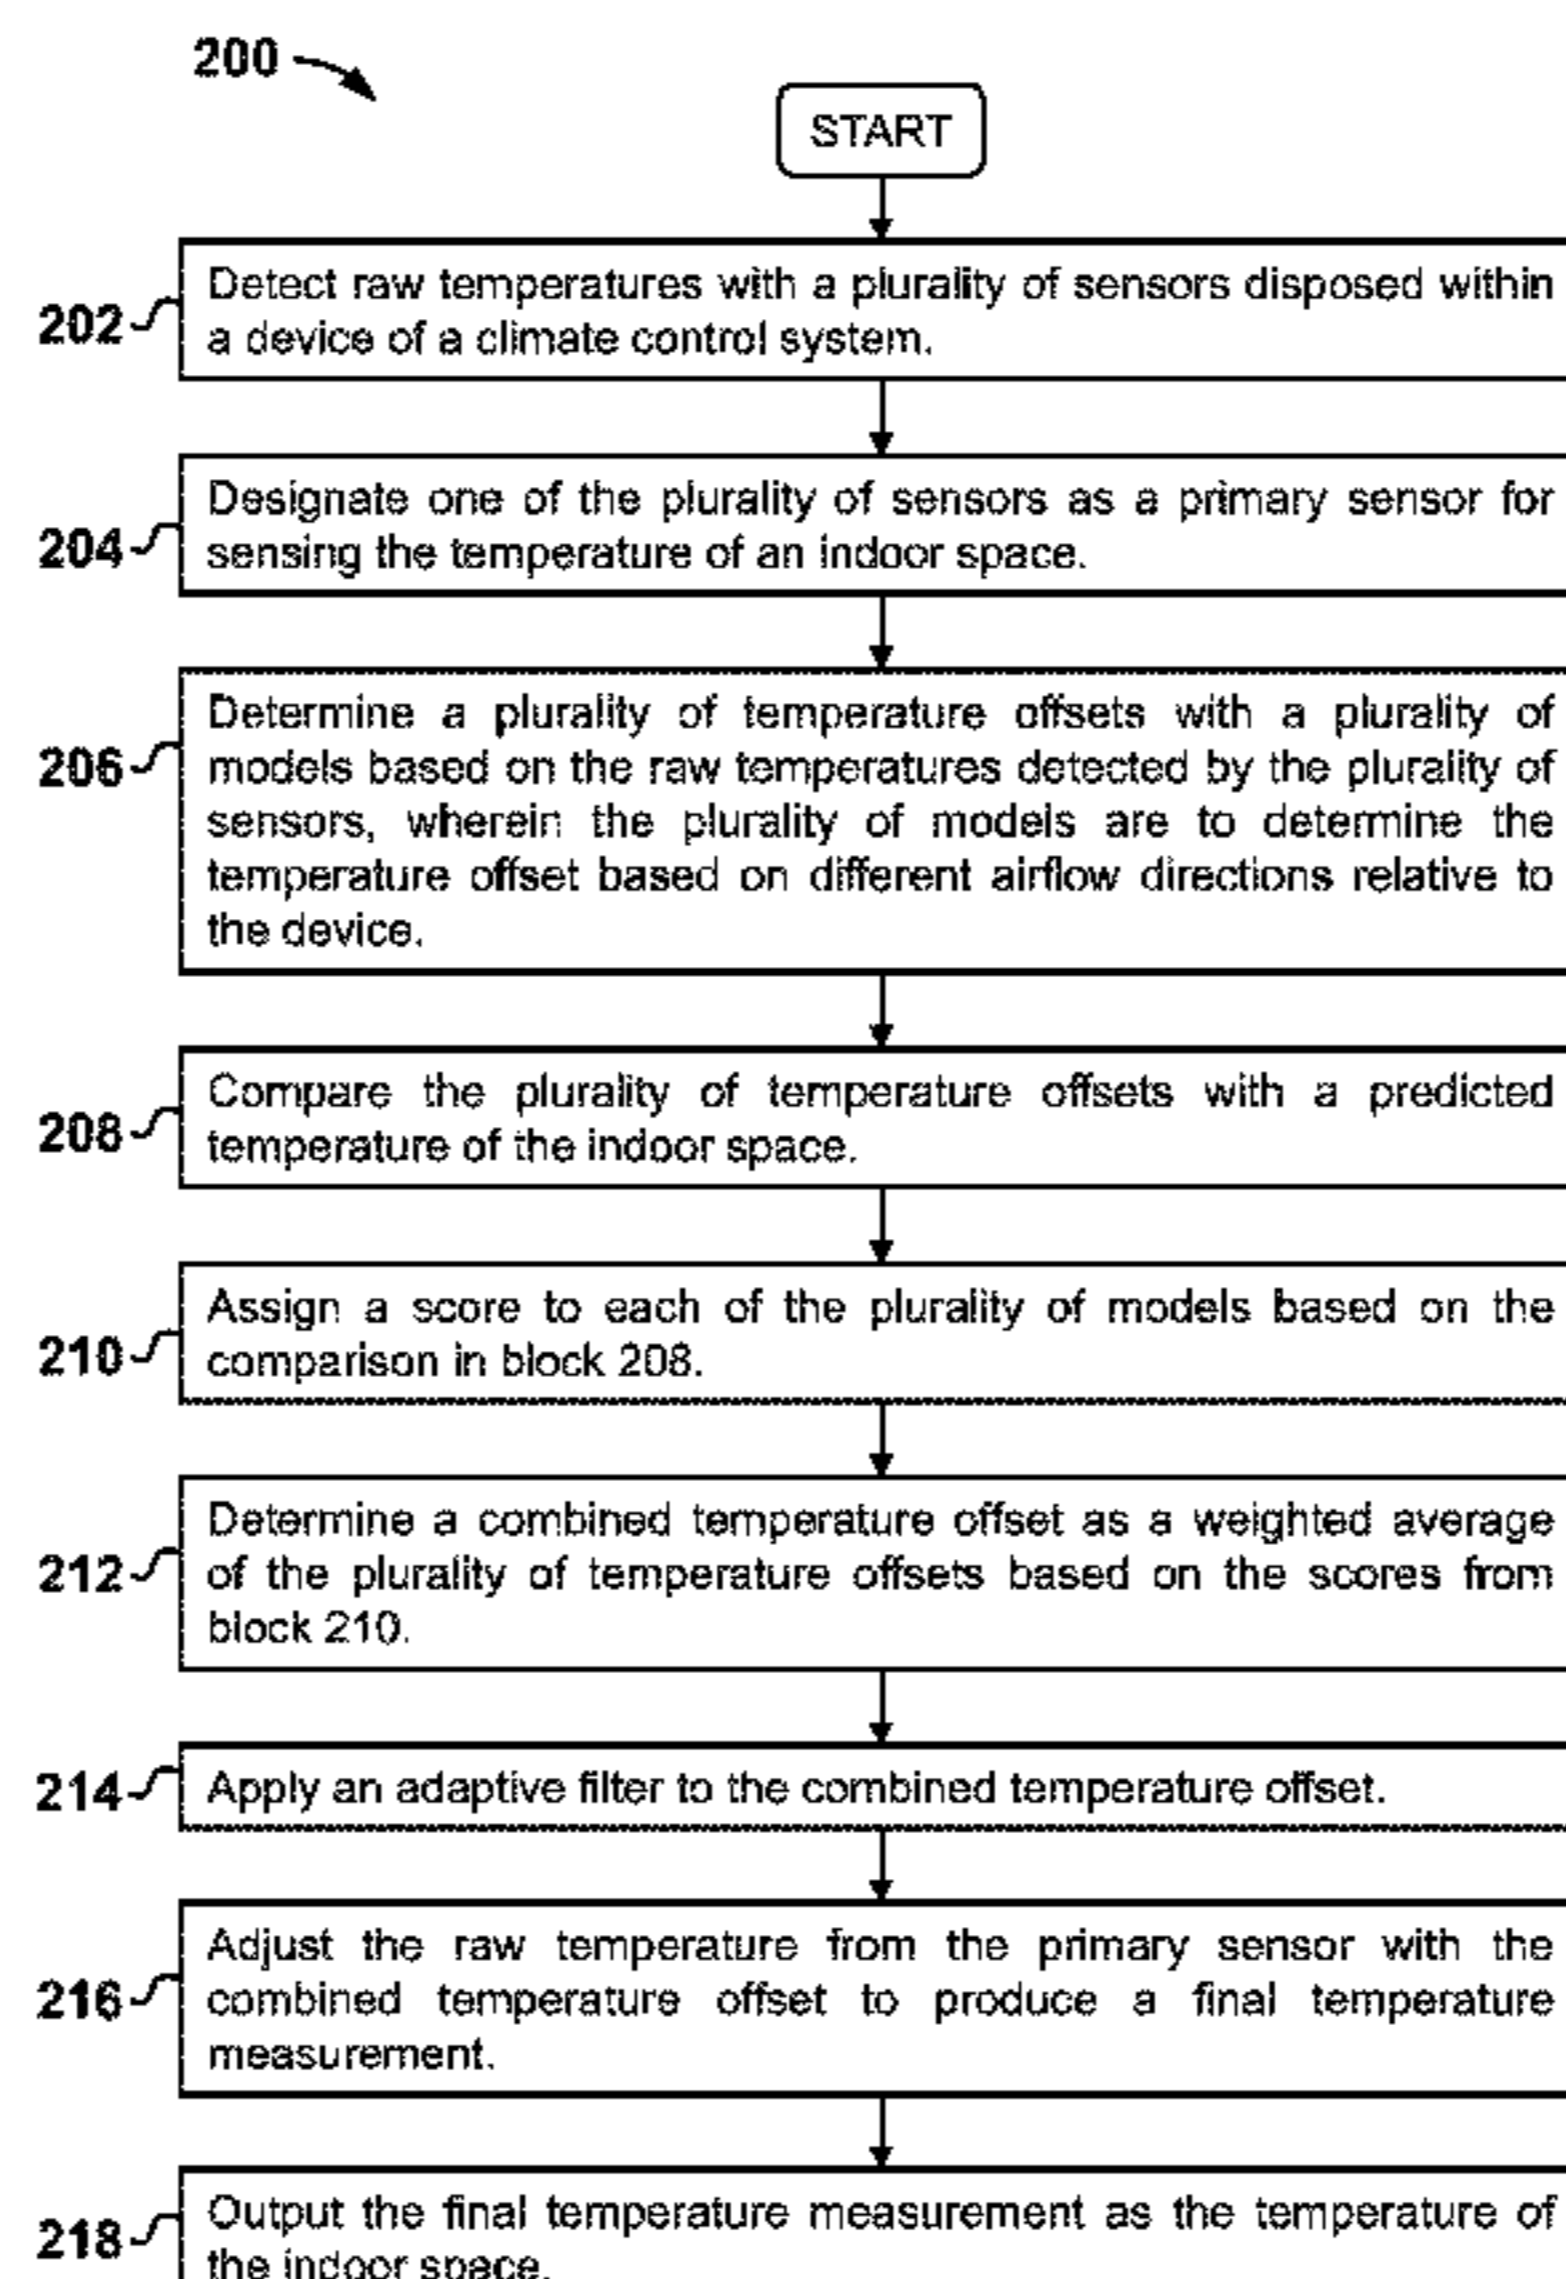 200
START
202
Detect raw temperatures with a plurality of sensors disposed within
a device of a climate control system.
204
Designate one of the plurality of sensors as a primary sensor for
sensing the temperature of an indoor space.
206
Determine a plurality of temperature offsets with a plurality of
models based on the raw temperatures detected by the plurality of
sensors, wherein the plurality of models are to determine the
temperature offset based on different airflow directions relative to
the device.
208
Compare the plurality of temperature offsets with a predicted
temperature of the indoor space.
210
Assign a score to each of the plurality of models based on the
comparison in block 208.
212
Determine a combined temperature offset as a weighted average
of the plurality of temperature offsets based on the scores from
block 210.
214
Apply an adaptive filter to the combined temperature offset.
216
Adjust the raw temperature from the primary sensor with the
combined temperature offset to produce a final temperature
measurement.
218
Output the final temperature measurement as the temperature of
the indoor space.